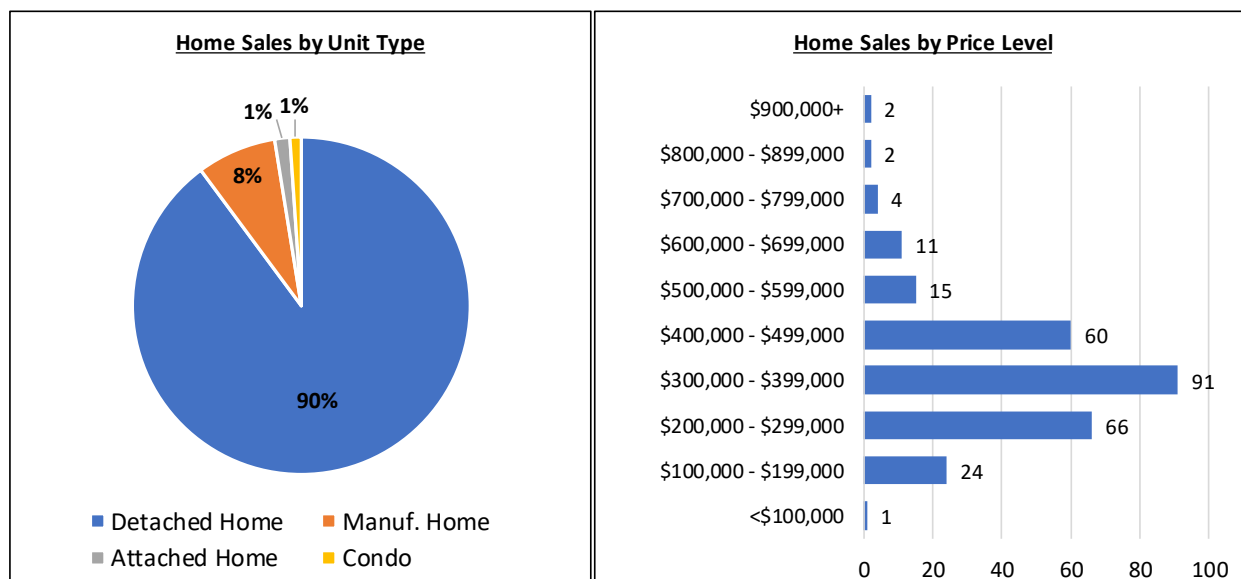 Home Sales by Unit Type
1% 1%
8%
90%
Detached Home Manuf. Home
Attached Home Condo
Home Sales by Price Level
$900,000+ 2
$800,000 - $899,000 2
$700,000 - $799,000 4
$600,000 - $699,000 11
$500,000 - $599,000 15
$400,000 - $499,000 60
$300,000 - $399,000 91
$200,000 - $299,000 66
$100,000 - $199,000 24
<$100,000 1
0 20 40 60 80 100